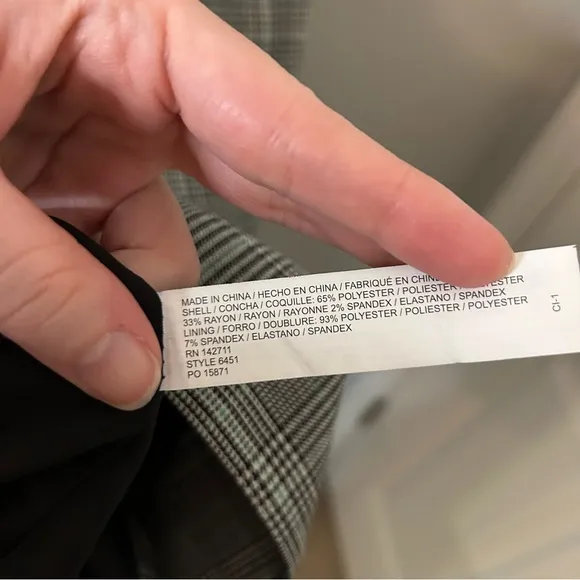 MADE IN CHINA / HECHO EN CHINA / FABRIQUÉ EN
SHELL / CONCHA / COQUILLE: 65% POLYESTER / POLIESTER /
33% RAYON / RAYON / RAYONNE 2% SPANDEX / ELASTANO / SPANDEX
LINING / FORRO / DOUBLURE: 93% POLYESTER / POLIESTER / POLYESTER
7% SPANDEX / ELASTANO / SPANDEX
RN 142711
STYLE 6451
PO 15871
CI-1